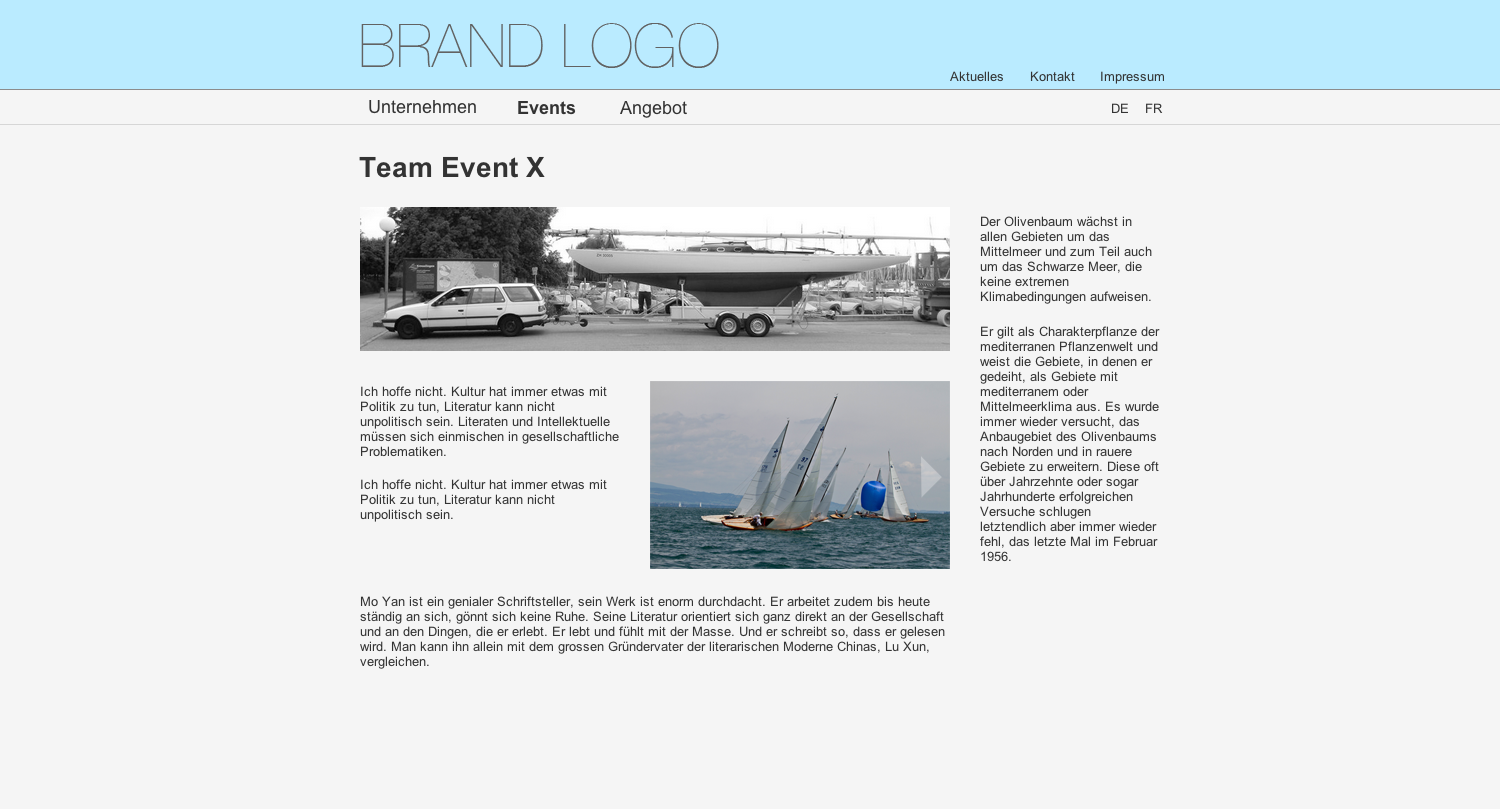 BRAND LOGO
Aktuelles Kontakt Impressum
Unternehmen Events Angebot DE FR
Team Event X
Ich hoffe nicht. Kultur hat immer etwas mit
Politik zu tun, Literatur kann nicht
unpolitisch sein. Literaten und Intellektuelle
müssen sich einmischen in gesellschaftliche
Problematiken.
Ich hoffe nicht. Kultur hat immer etwas mit
Politik zu tun, Literatur kann nicht
unpolitisch sein.
Mo Yan ist ein genialer Schriftsteller, sein Werk ist enorm durchdacht. Er arbeitet zudem bis heute
ständig an sich, gönnt sich keine Ruhe. Seine Literatur orientiert sich ganz direkt an der Gesellschaft
und an den Dingen, die er erlebt. Er lebt und fühlt mit der Masse. Und er schreibt so, dass er gelesen
wird. Man kann ihn allein mit dem grossen Gründervater der literarischen Moderne Chinas, Lu Xun,
vergleichen.
Der Olivenbaum wächst in
allen Gebieten um das
Mittelmeer und zum Teil auch
um das Schwarze Meer, die
keine extremen
Klimabedingungen aufweisen.
Er gilt als Charakterpflanze der
mediterranen Pflanzenwelt und
weist die Gebiete, in denen er
gedeiht, als Gebiete mit
mediterranem oder
Mittelmeerklima aus. Es wurde
immer wieder versucht, das
Anbaugebiet des Olivenbaums
nach Norden und in rauere
Gebiete zu erweitern. Diese oft
über Jahrzehnte oder sogar
Jahrhunderte erfolgreichen
Versuche schlugen
letztendlich aber immer wieder
fehl, das letzte Mal im Februar
1956.